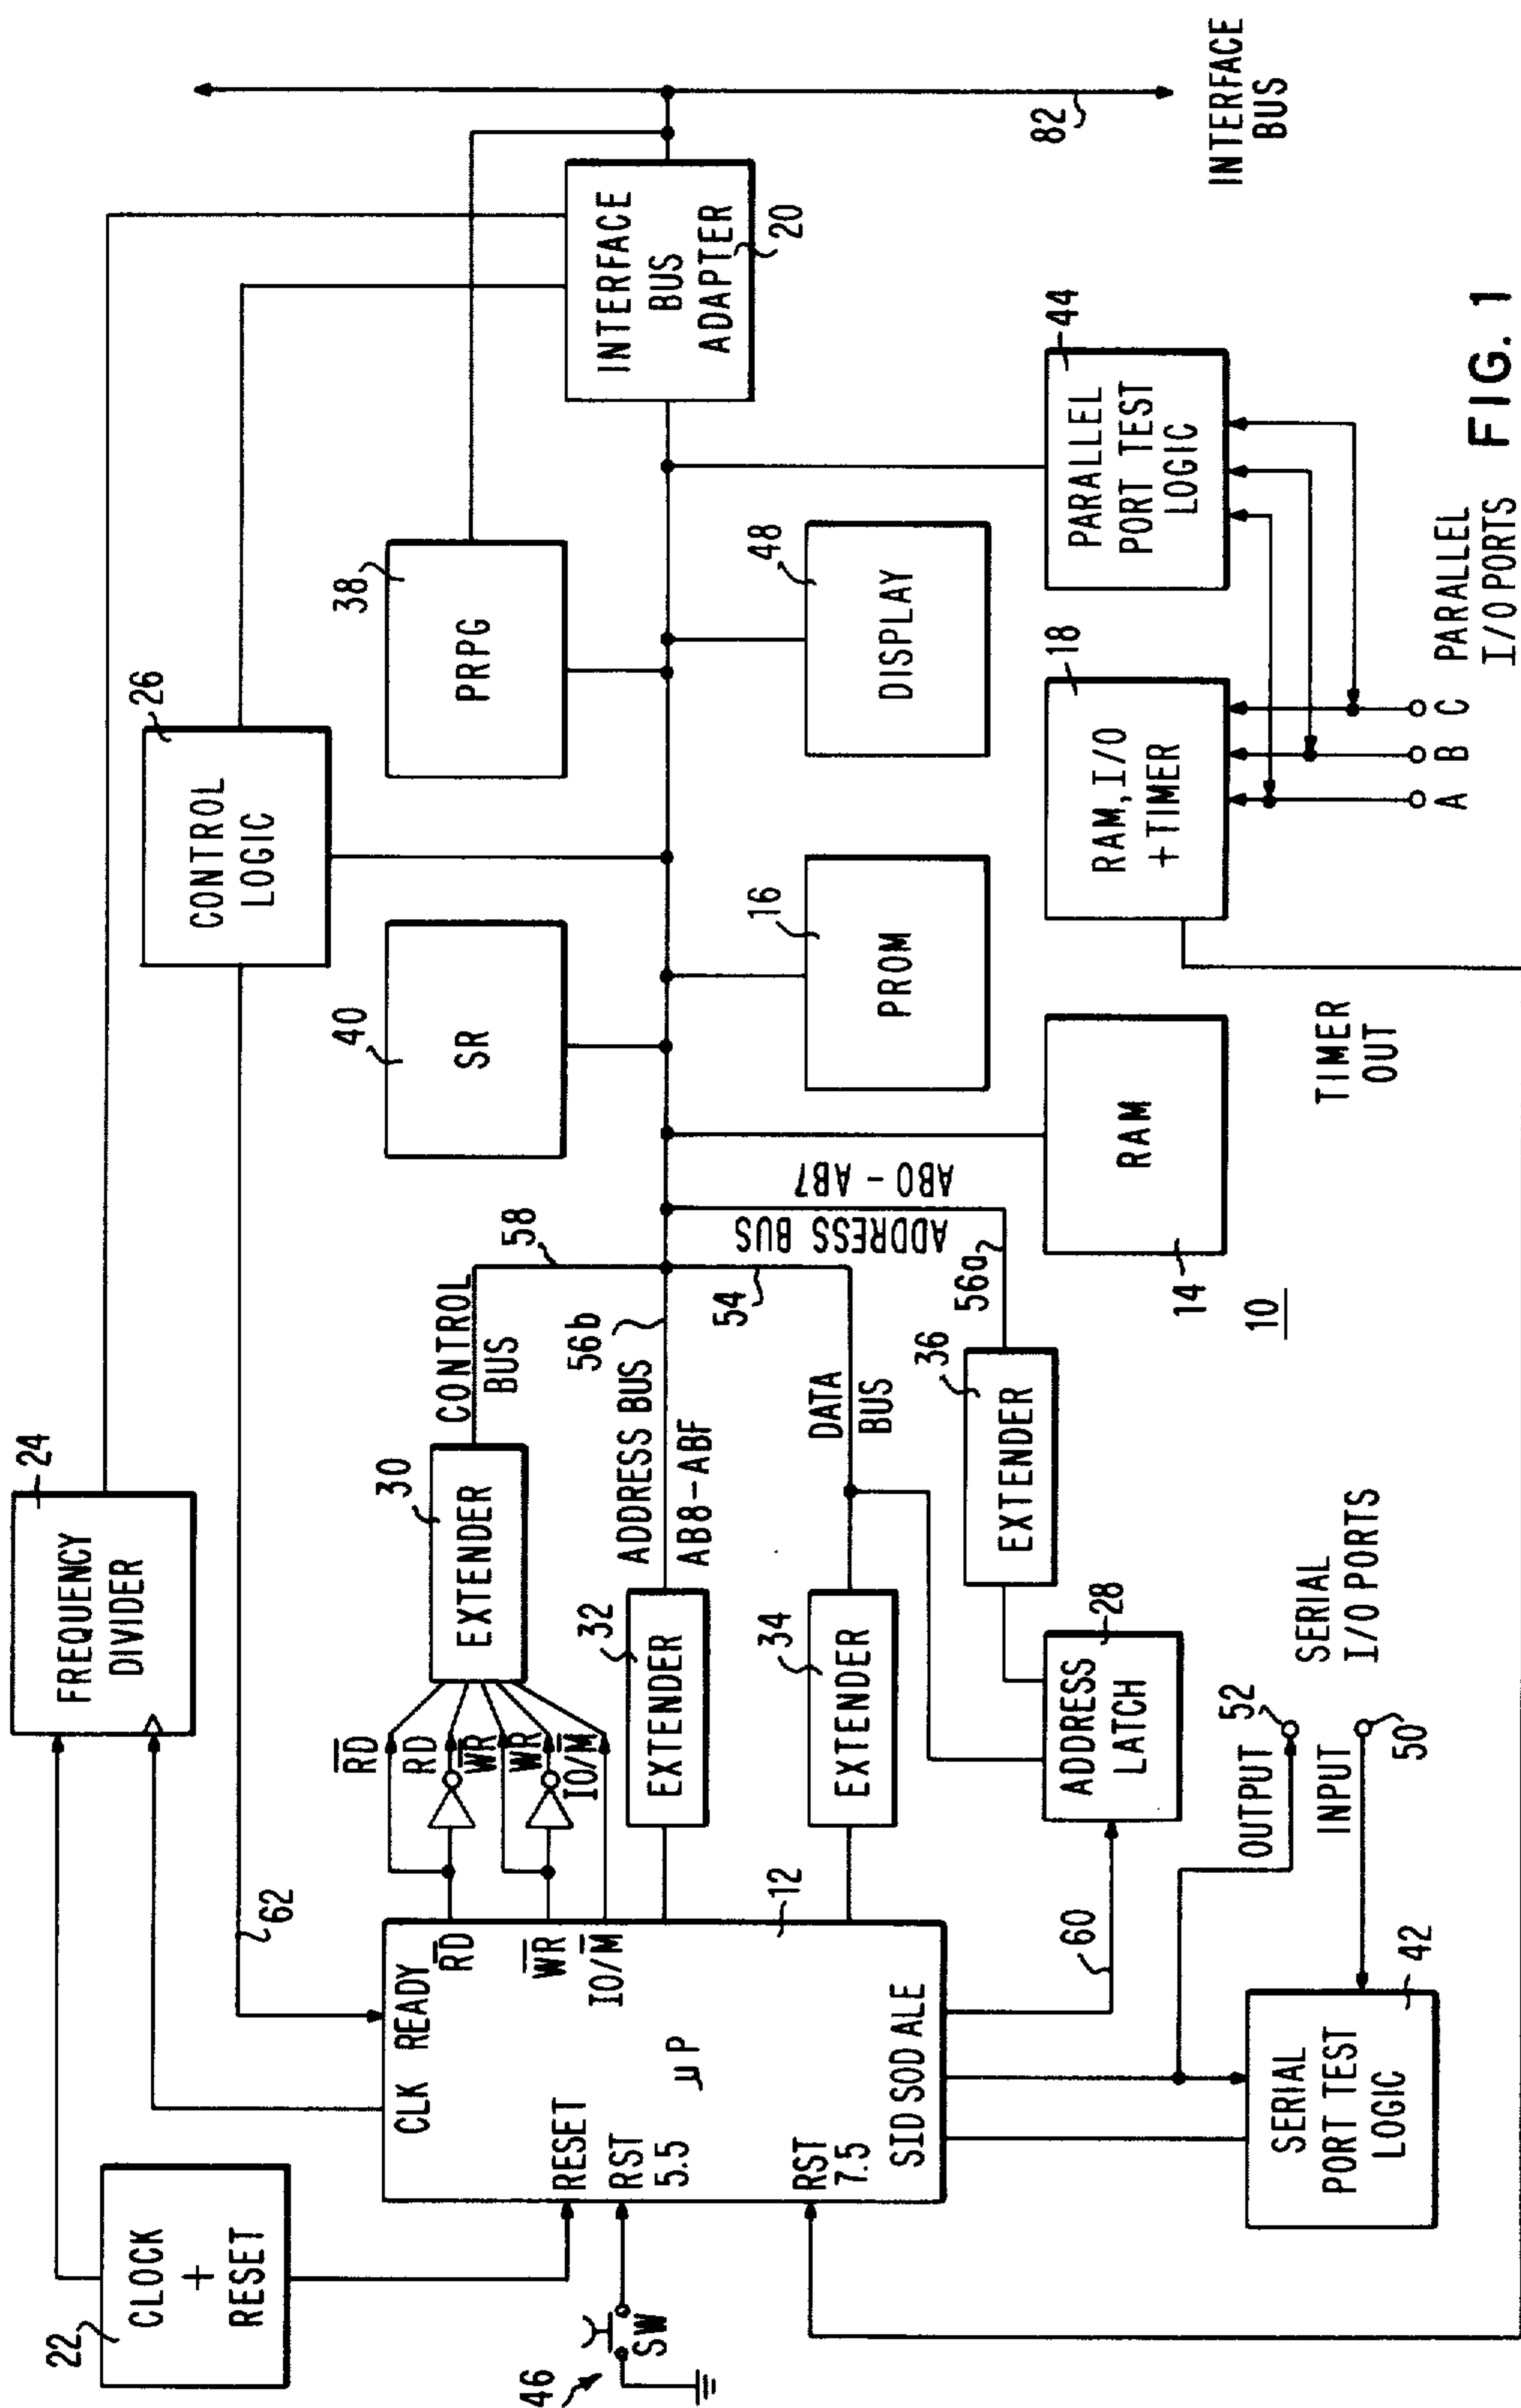 22
CLOCK
+
RESET
FREQUENCY
DIVIDER
24
CONTROL
LOGIC
26
62
46
SW
CLK READY
RESET
RST
5.5
RST
7.5
µP
12
R̅D̅
W̅R̅
IO/M̅
SID SOD ALE
R̅D̅
RD
W̅R̅
WR
IO/M̅
EXTENDER
30
CONTROL
BUS
58
EXTENDER
32
ADDRESS BUS
AB8-ABF
56b
EXTENDER
34
DATA
BUS
54
ADDRESS
LATCH
28
60
EXTENDER
36
56a
ADDRESS BUS
AB0 - AB7
SR
40
PRPG
38
PROM
16
DISPLAY
48
INTERFACE
BUS
ADAPTER
20
82
INTERFACE
BUS
RAM
14
10
RAM, I/O
+ TIMER
18
PARALLEL
PORT TEST
LOGIC
44
TIMER
OUT
A B C
PARALLEL
I/O PORTS
SERIAL
PORT TEST
LOGIC
42
OUTPUT
52
INPUT
50
SERIAL
I/O PORTS
FIG. 1